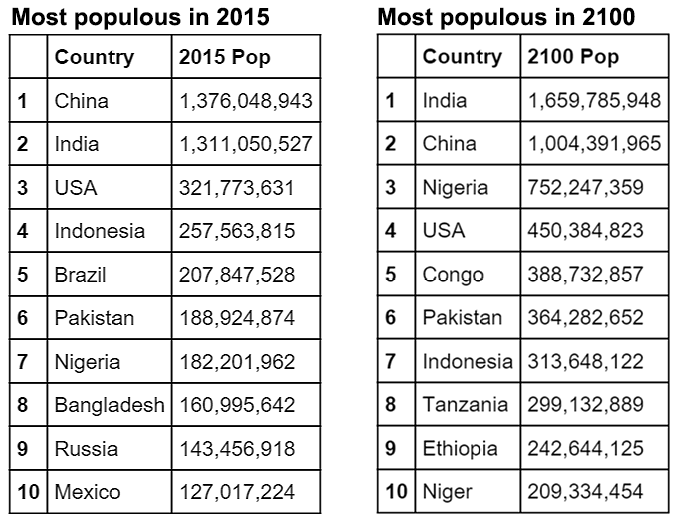 Most populous in 2015
Country 2015 Pop
1 China 1,376,048,943
2 India 1,311,050,527
3 USA 321,773,631
4 Indonesia 257,563,815
5 Brazil 207,847,528
6 Pakistan 188,924,874
7 Nigeria 182,201,962
8 Bangladesh 160,995,642
9 Russia 143,456,918
10 Mexico 127,017,224
Most populous in 2100
Country 2100 Pop
1 India 1,659,785,948
2 China 1,004,391,965
3 Nigeria 752,247,359
4 USA 450,384,823
5 Congo 388,732,857
6 Pakistan 364,282,652
7 Indonesia 313,648,122
8 Tanzania 299,132,889
9 Ethiopia 242,644,125
10 Niger 209,334,454